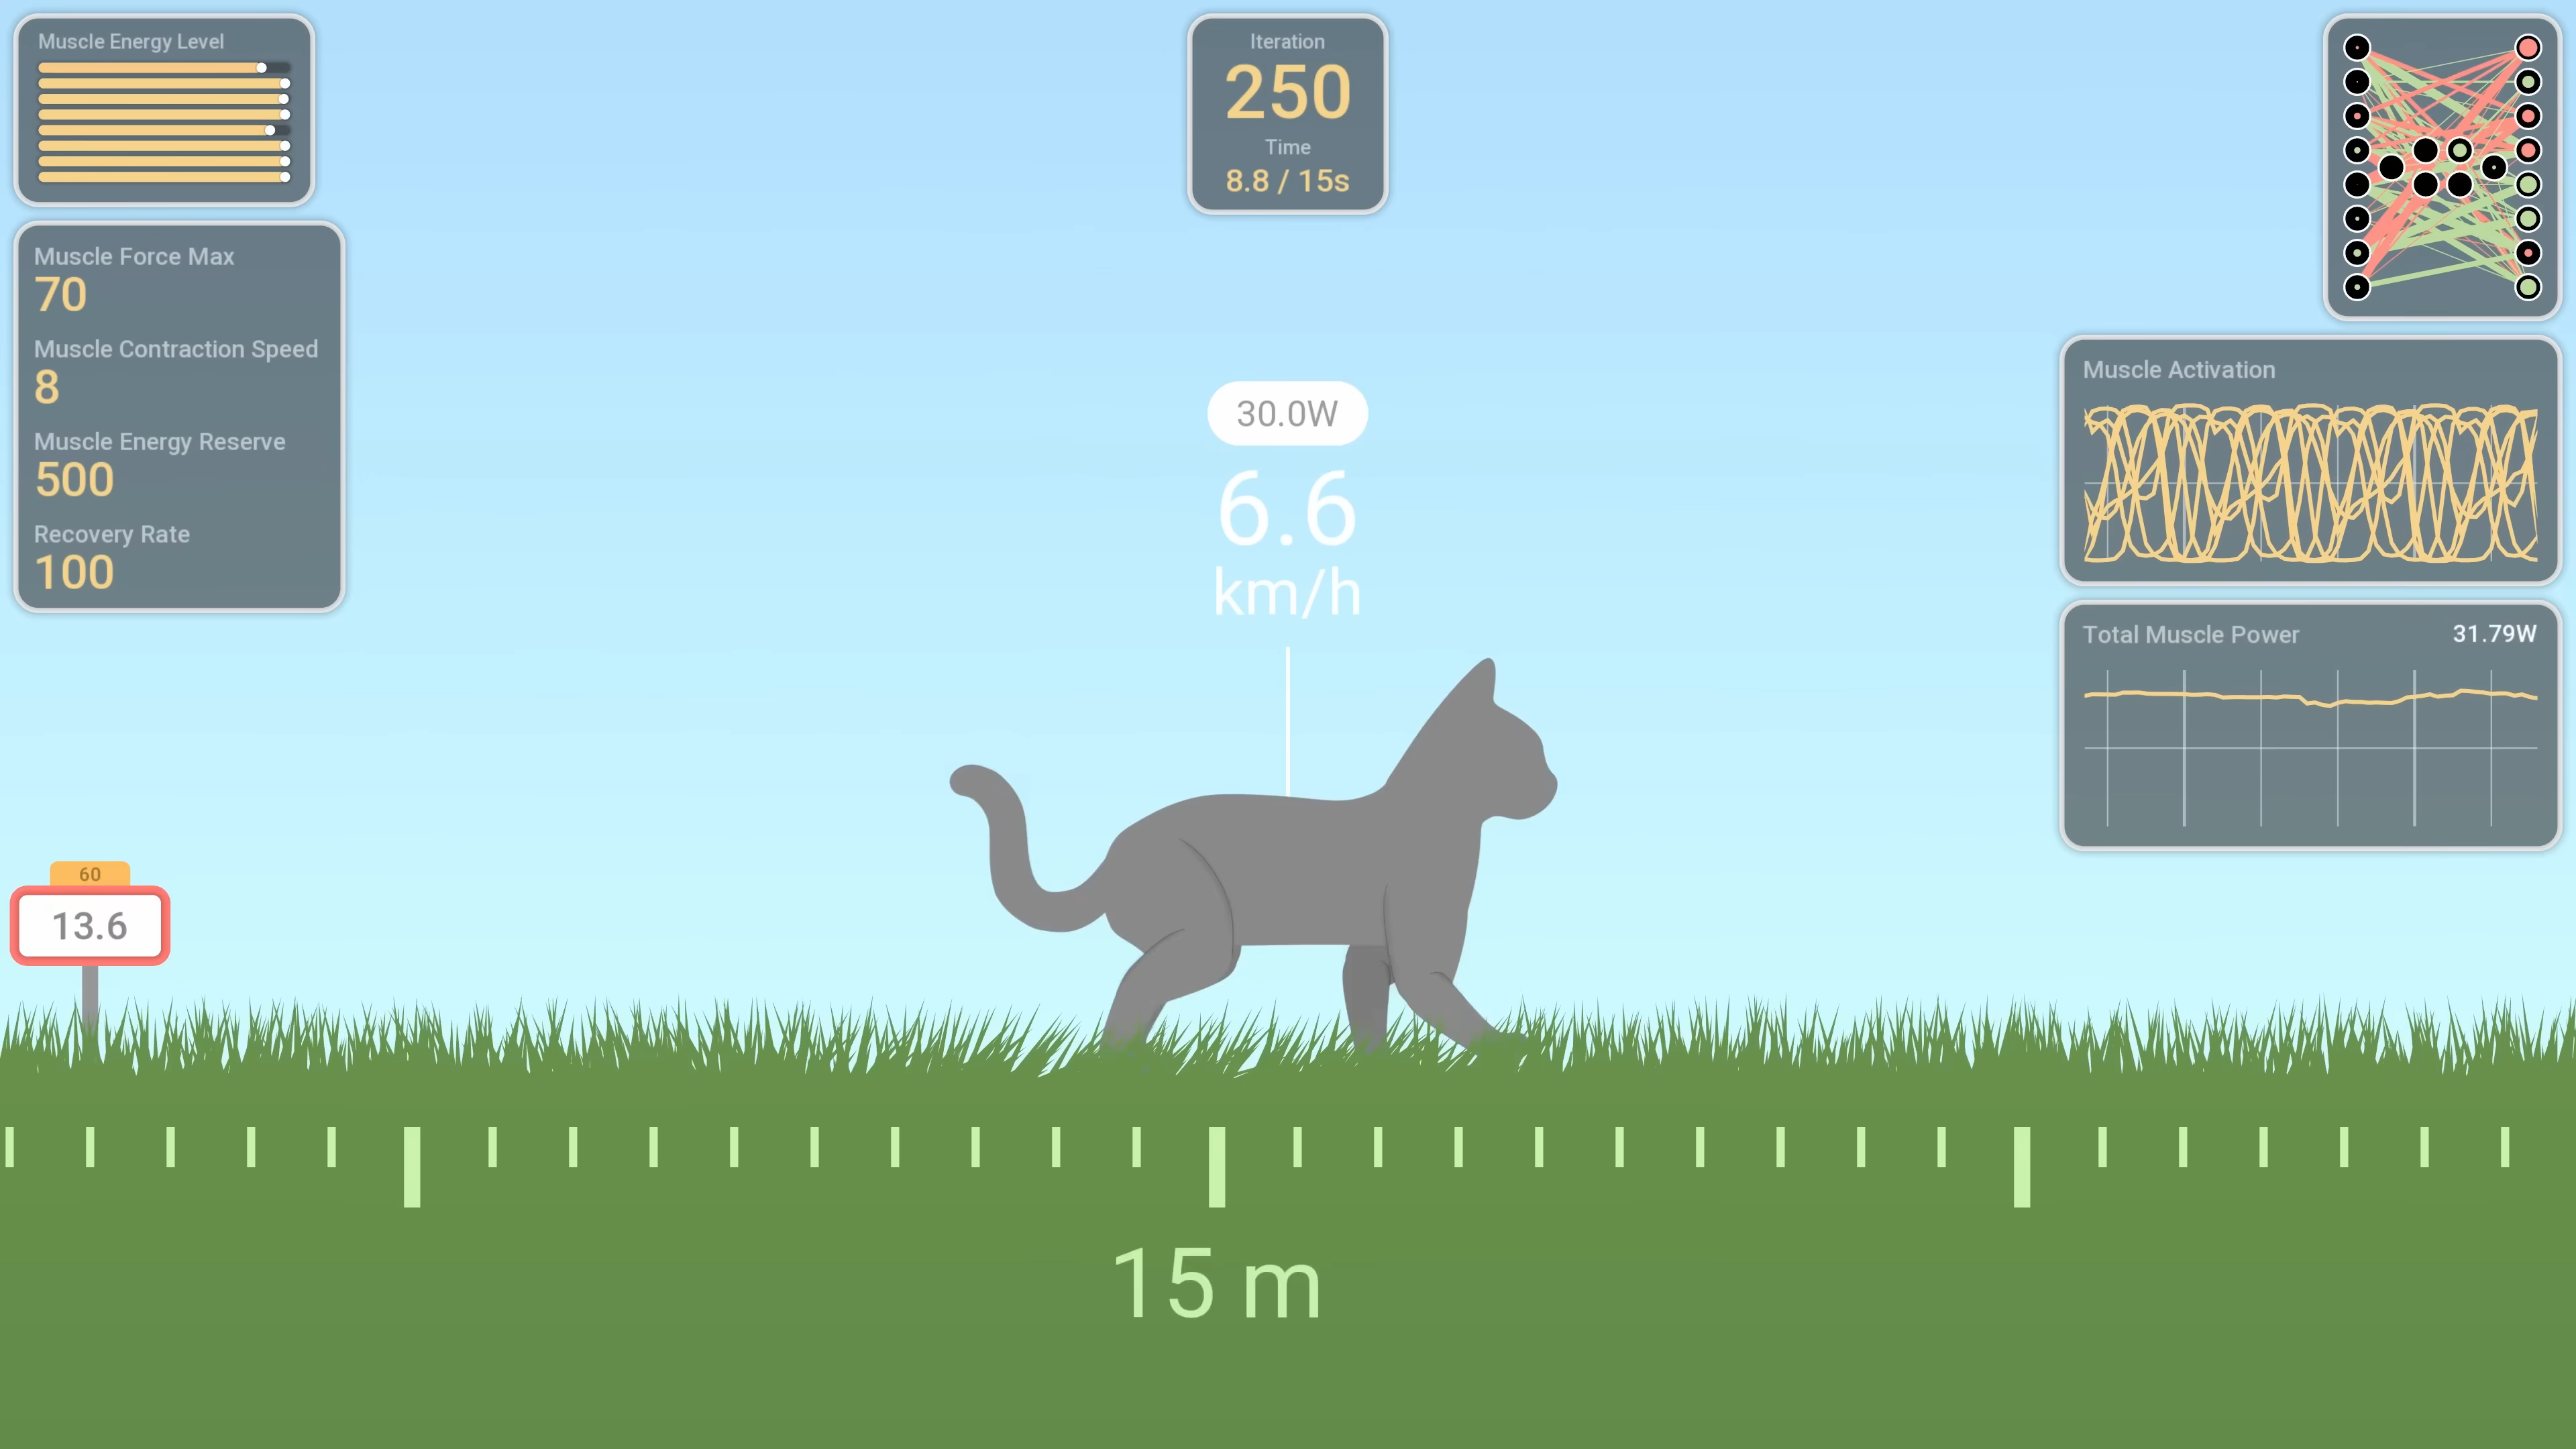 Muscle Energy Level
Muscle Force Max
70
Muscle Contraction Speed
8
Muscle Energy Reserve
500
Recovery Rate
100
Iteration
250
Time
8.8 / 15s
30.0W
6.6
km/h
Muscle Activation
Total Muscle Power 31.79W
60
13.6
15 m